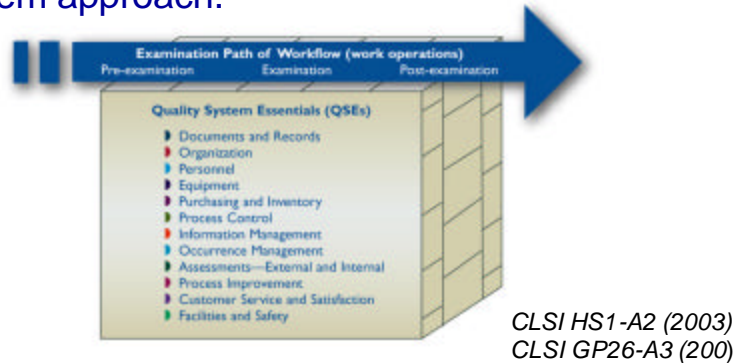 em approach.
Examination Path of Workflow (work operations)
Pre-examination Examination Post-examination
Quality System Essentials (QSEs)
Documents and Records
Organization
Personnel
Equipment
Purchasing and Inventory
Process Control
Information Management
Occurrence Management
Assessments—External and Internal
Process Improvement
Customer Service and Satisfaction
Facilities and Safety
CLSI HS1-A2 (2003)
CLSI GP26-A3 (200)